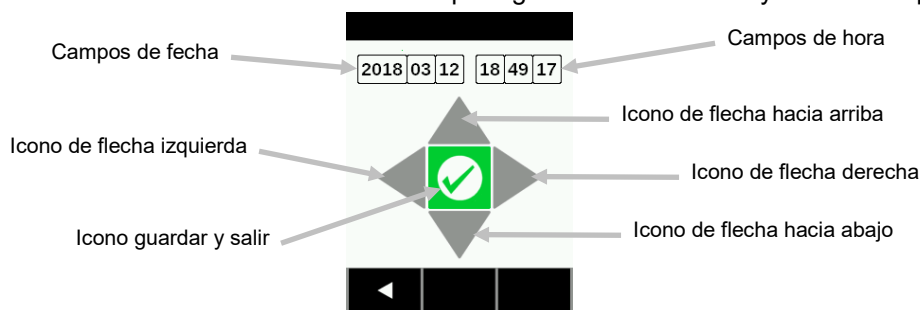 Campos de fecha
Campos de hora
2018 03 12 18 49 17
Icono de flecha hacia arriba
Icono de flecha izquierda
Icono de flecha derecha
Icono guardar y salir
Icono de flecha hacia abajo